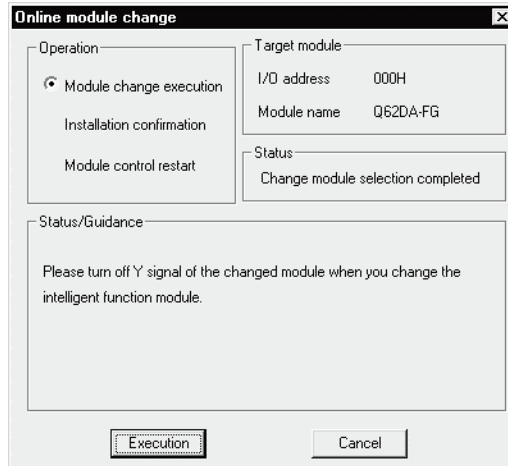 Online module change
Operation
Module change execution
Installation confirmation
Module control restart
Target module
I/O address 000H
Module name Q62DA-FG
Status
Change module selection completed
Status/Guidance
Please turn off Y signal of the changed module when you change the
intelligent function module.
Execution Cancel